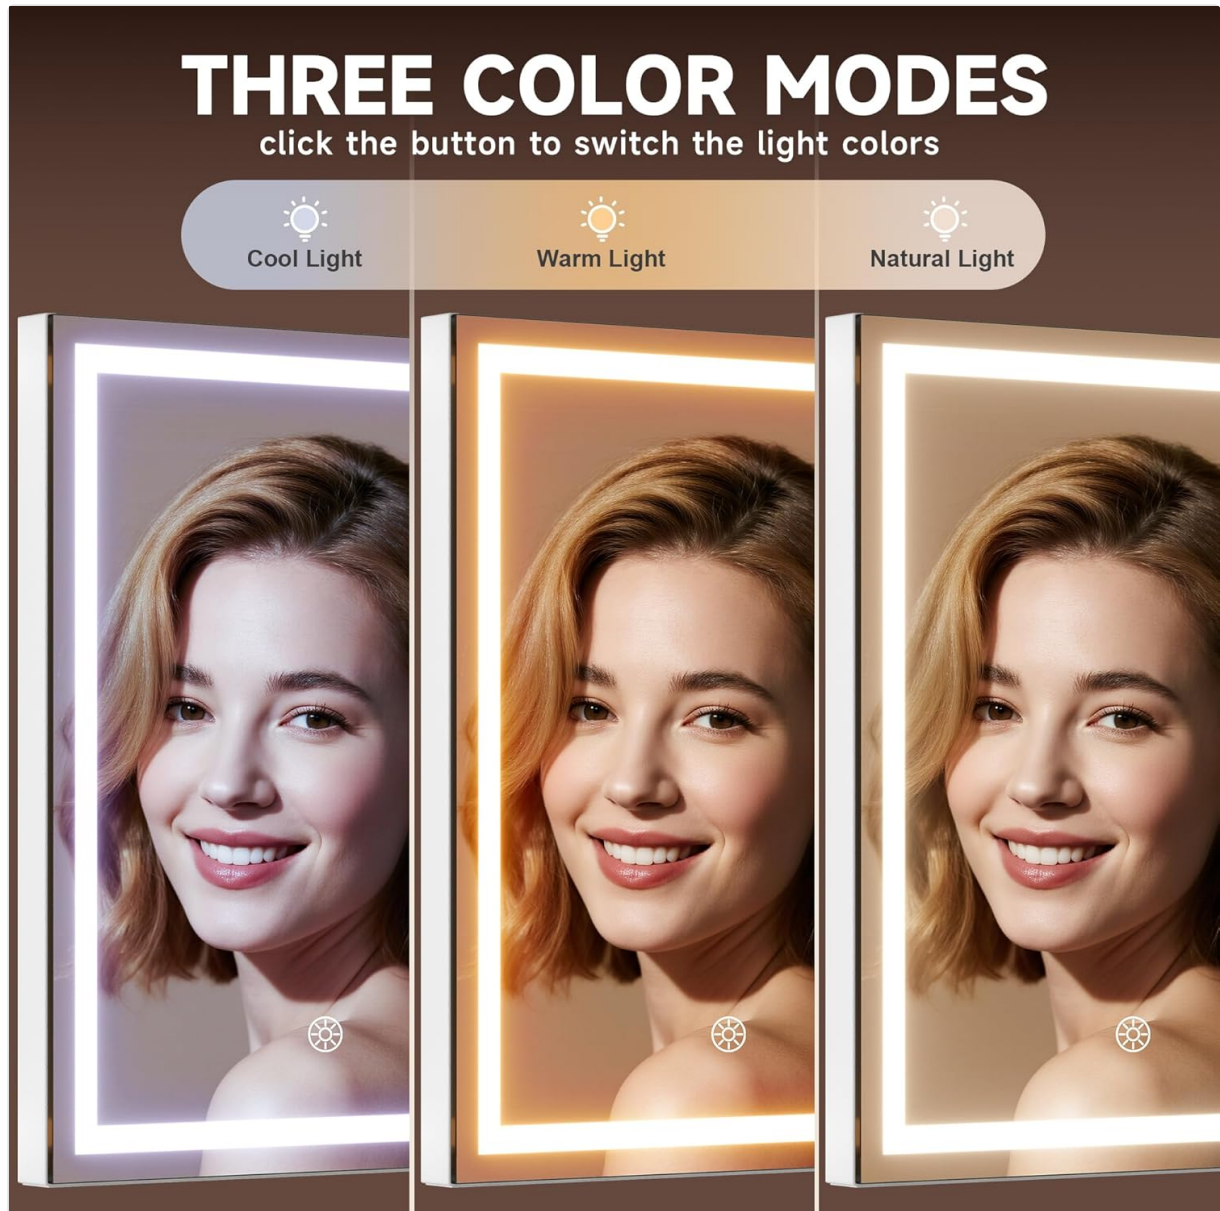 THREE COLOR MODES
click the button to switch the light colors
Cool Light
Warm Light
Natural Light